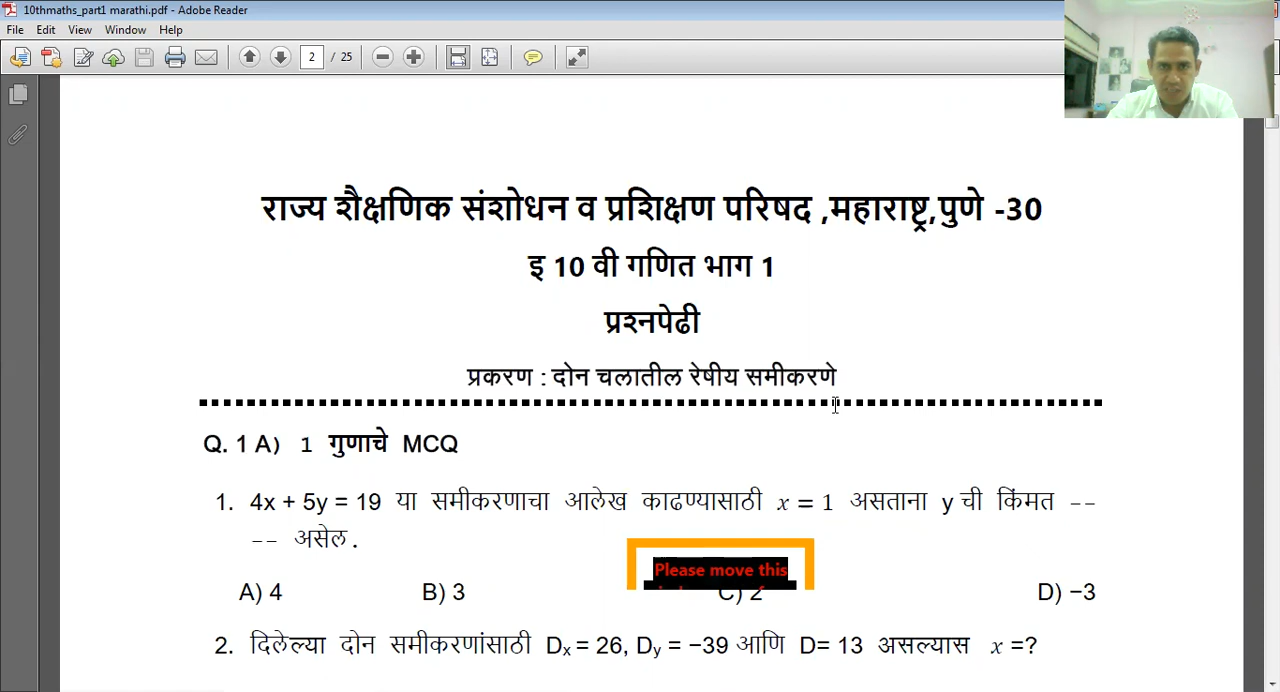 10thmaths_part1 marathi.pdf - Adobe Reader
File Edit View Window Help
2 / 25
राज्य शैक्षणिक संशोधन व प्रशिक्षण परिषद ,महाराष्ट्र,पुणे -30
इ 10 वी गणित भाग 1
प्रश्नपेढी
प्रकरण : दोन चलातील रेषीय समीकरणे
Q. 1 A) 1 गुणाचे MCQ
1. 4x + 5y = 19 या समीकरणाचा आलेख काढण्यासाठी x = 1 असताना y ची किंमत --
-- असेल.
Please move this
A) 4 B) 3 C) 2 D) −3
2. दिलेल्या दोन समीकरणांसाठी Dx = 26, Dy = −39 आणि D= 13 असल्यास x =?